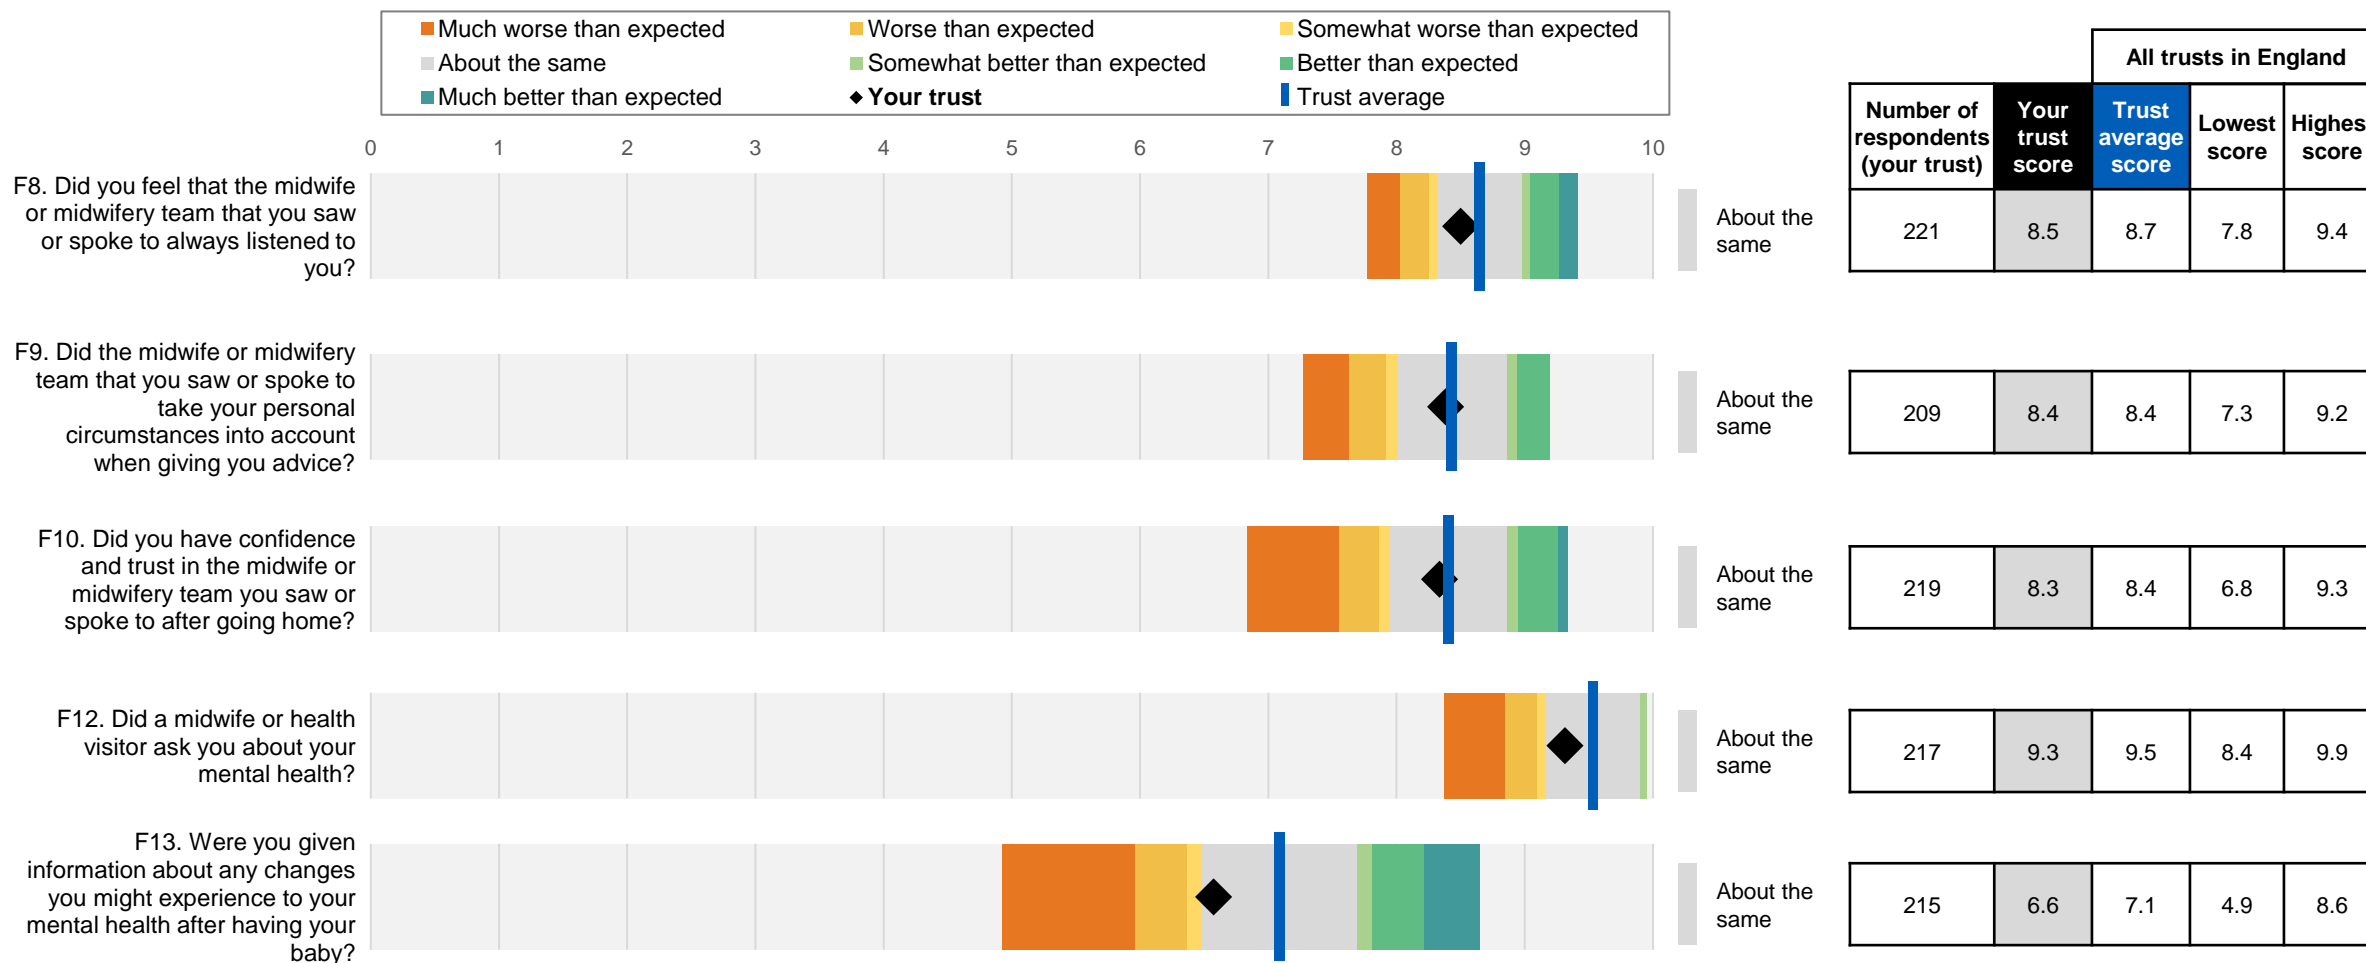 Much worse than expected
Worse than expected
Somewhat worse than expected
About the same
Somewhat better than expected
Better than expected
Much better than expected
Your trust
Trust average
All trusts in England
Number of
respondents
(your trust)
Your
trust
score
Trust
average
score
Lowest
score
Highes
score
0 1 2 3 4 5 6 7 8 9 10
F8. Did you feel that the midwife
or midwifery team that you saw
or spoke to always listened to
you?
About the
same
221 8.5 8.7 7.8 9.4
F9. Did the midwife or midwifery
team that you saw or spoke to
take your personal
circumstances into account
when giving you advice?
About the
same
209 8.4 8.4 7.3 9.2
F10. Did you have confidence
and trust in the midwife or
midwifery team you saw or
spoke to after going home?
About the
same
219 8.3 8.4 6.8 9.3
F12. Did a midwife or health
visitor ask you about your
mental health?
About the
same
217 9.3 9.5 8.4 9.9
F13. Were you given
information about any changes
you might experience to your
mental health after having your
baby?
About the
same
215 6.6 7.1 4.9 8.6